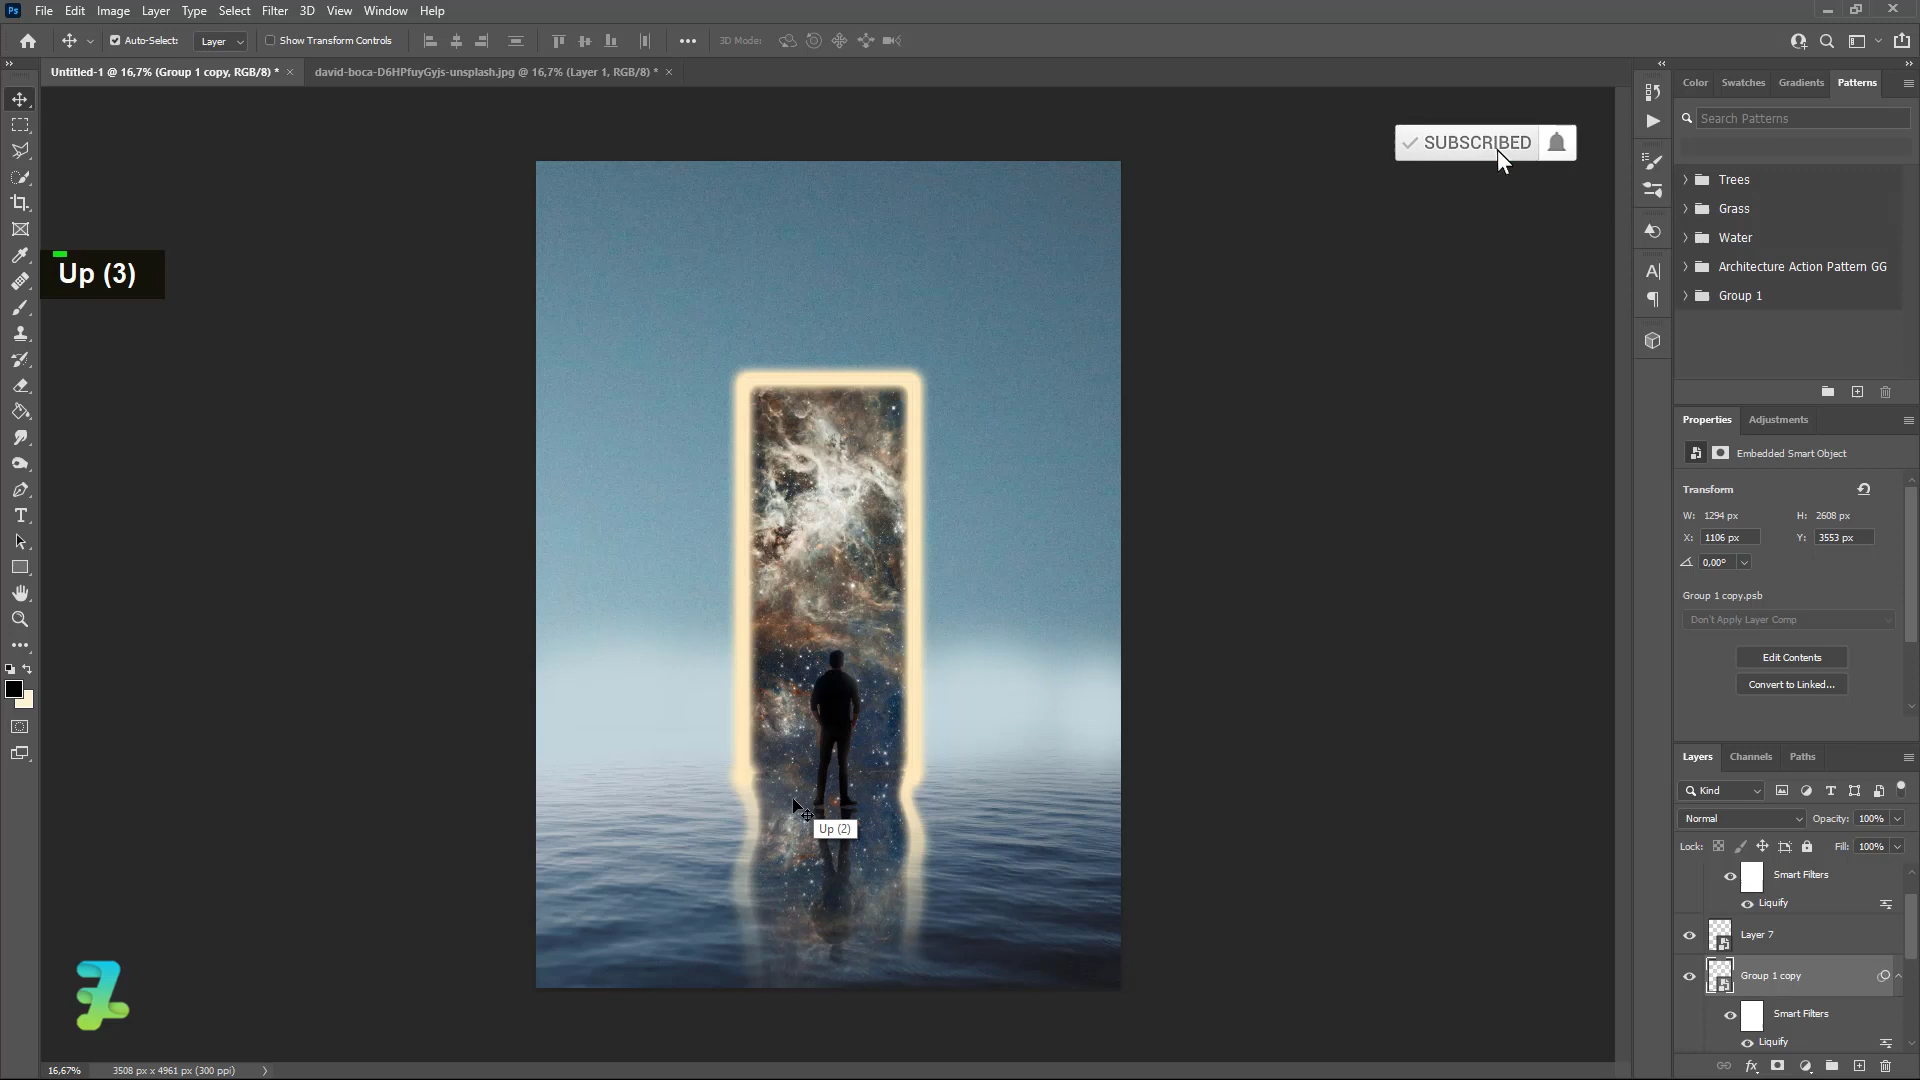 Ps File Edit Image Layer Type Select Filter 3D View Window Help
Auto-Select: Layer Show Transform Controls 3D Mode:
Untitled-1 @ 16,7% (Group 1 copy, RGB/8) * david-boca-D6HPfuyGyjs-unsplash.jpg @ 16,7% (Layer 1, RGB/8) *
Color Swatches Gradients Patterns
Search Patterns
SUBSCRIBED
Trees
Grass
Water
Architecture Action Pattern GG
Group 1
Up (3)
Properties Adjustments
Embedded Smart Object
Transform
W: 1294 px H: 2608 px
X: 1106 px Y: 3553 px
0,00°
Group 1 copy.psb
Don't Apply Layer Comp
Edit Contents
Convert to Linked...
Up (2)
Layers Channels Paths
Kind
Normal Opacity: 100%
Lock: Fill: 100%
Smart Filters
Liquify
Layer 7
Group 1 copy
Smart Filters
Liquify
16,67% 3508 px x 4961 px (300 ppi)